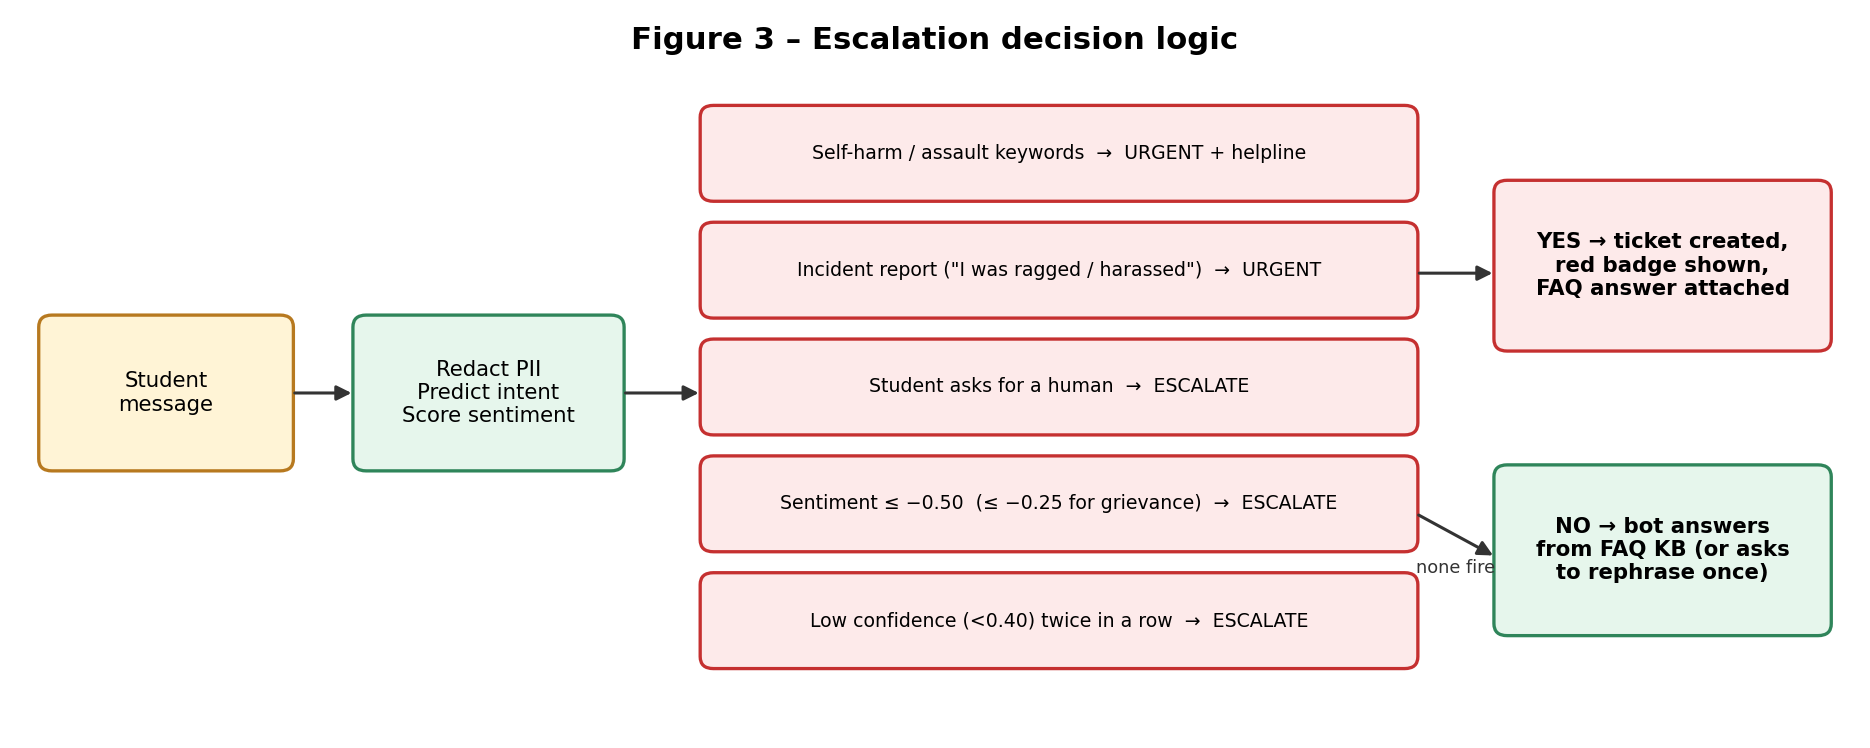 Figure 3 – Escalation decision logic
Student
message
Redact PII
Predict intent
Score sentiment
Self-harm / assault keywords → URGENT + helpline
Incident report ("I was ragged / harassed") → URGENT
Student asks for a human → ESCALATE
Sentiment ≤ −0.50 (≤ −0.25 for grievance) → ESCALATE
Low confidence (<0.40) twice in a row → ESCALATE
YES → ticket created,
red badge shown,
FAQ answer attached
none fire
NO → bot answers
from FAQ KB (or asks
to rephrase once)